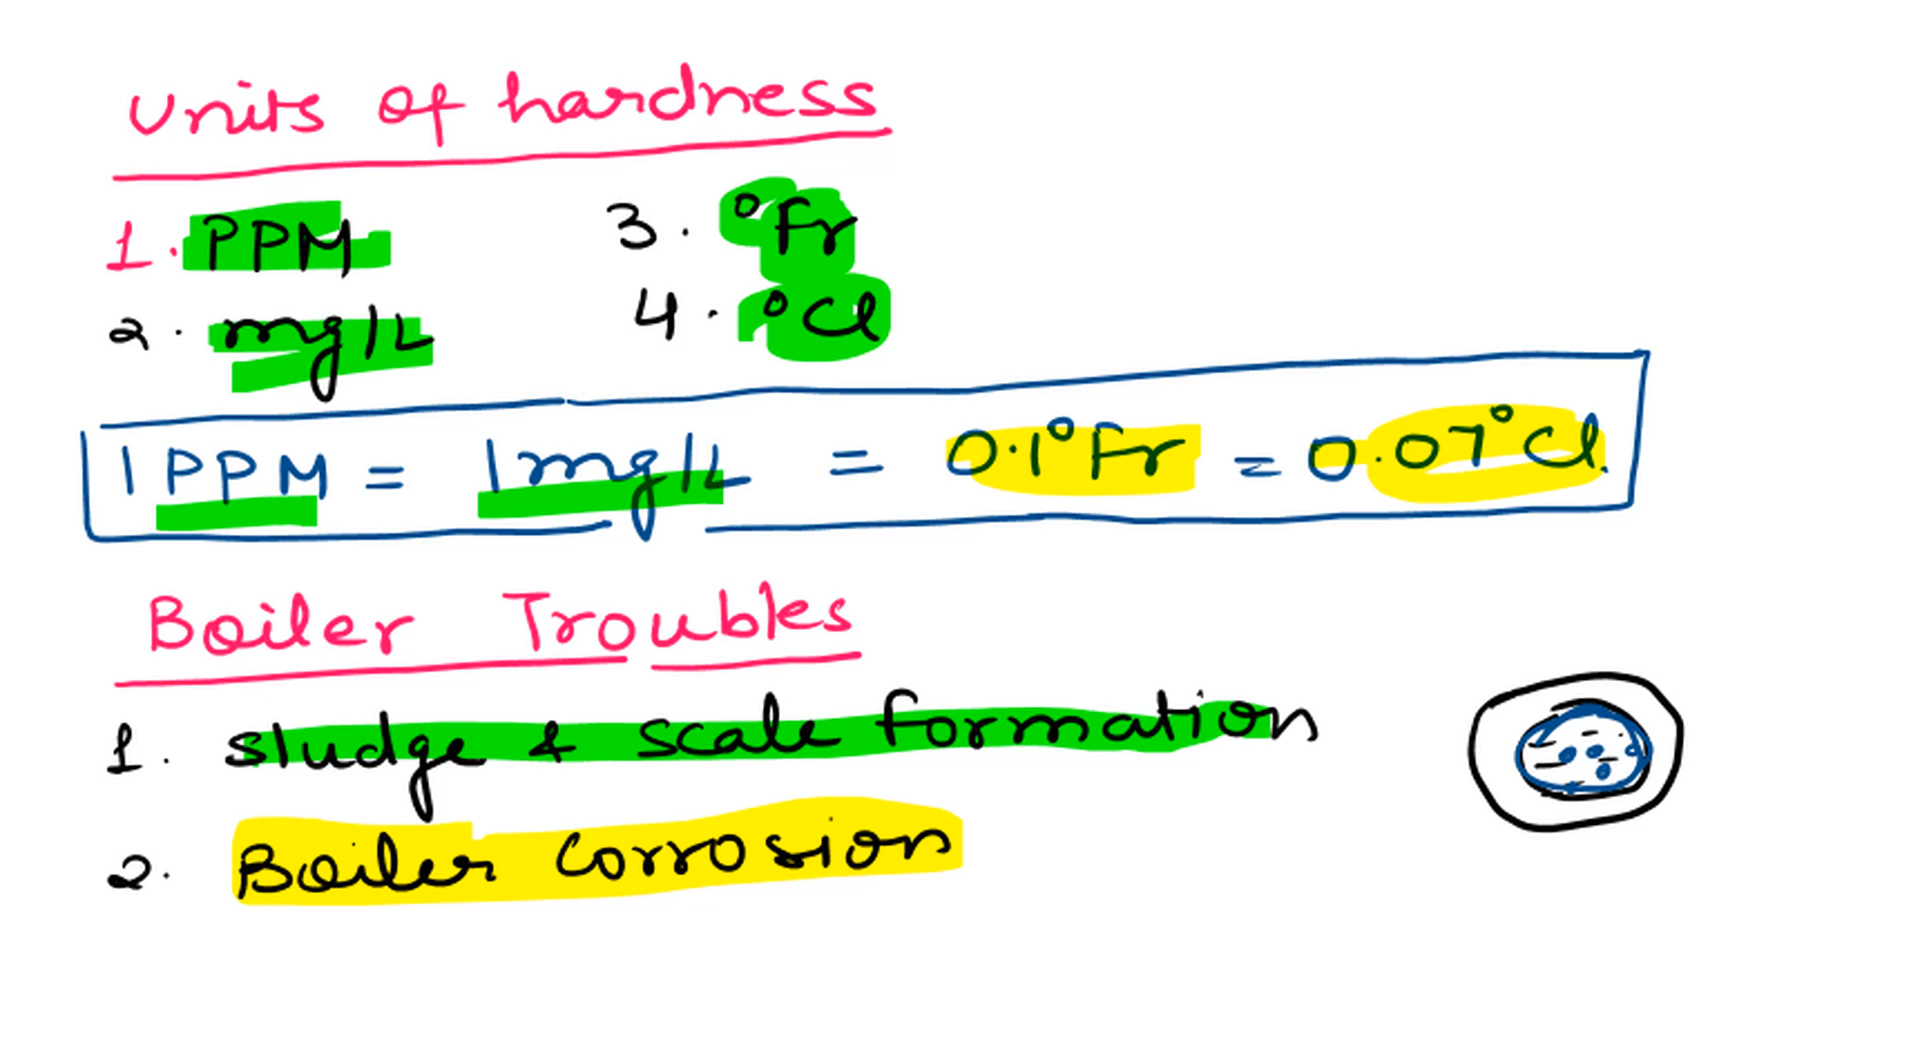 Units of hardness
1. PPM
2. mg/L
3. °Fr
4. °Cl
1 PPM = 1mg/L = 0.1° Fr = 0.07° Cl.
Boiler Troubles
1. sludge & scale formation
2. Boiler corrosion